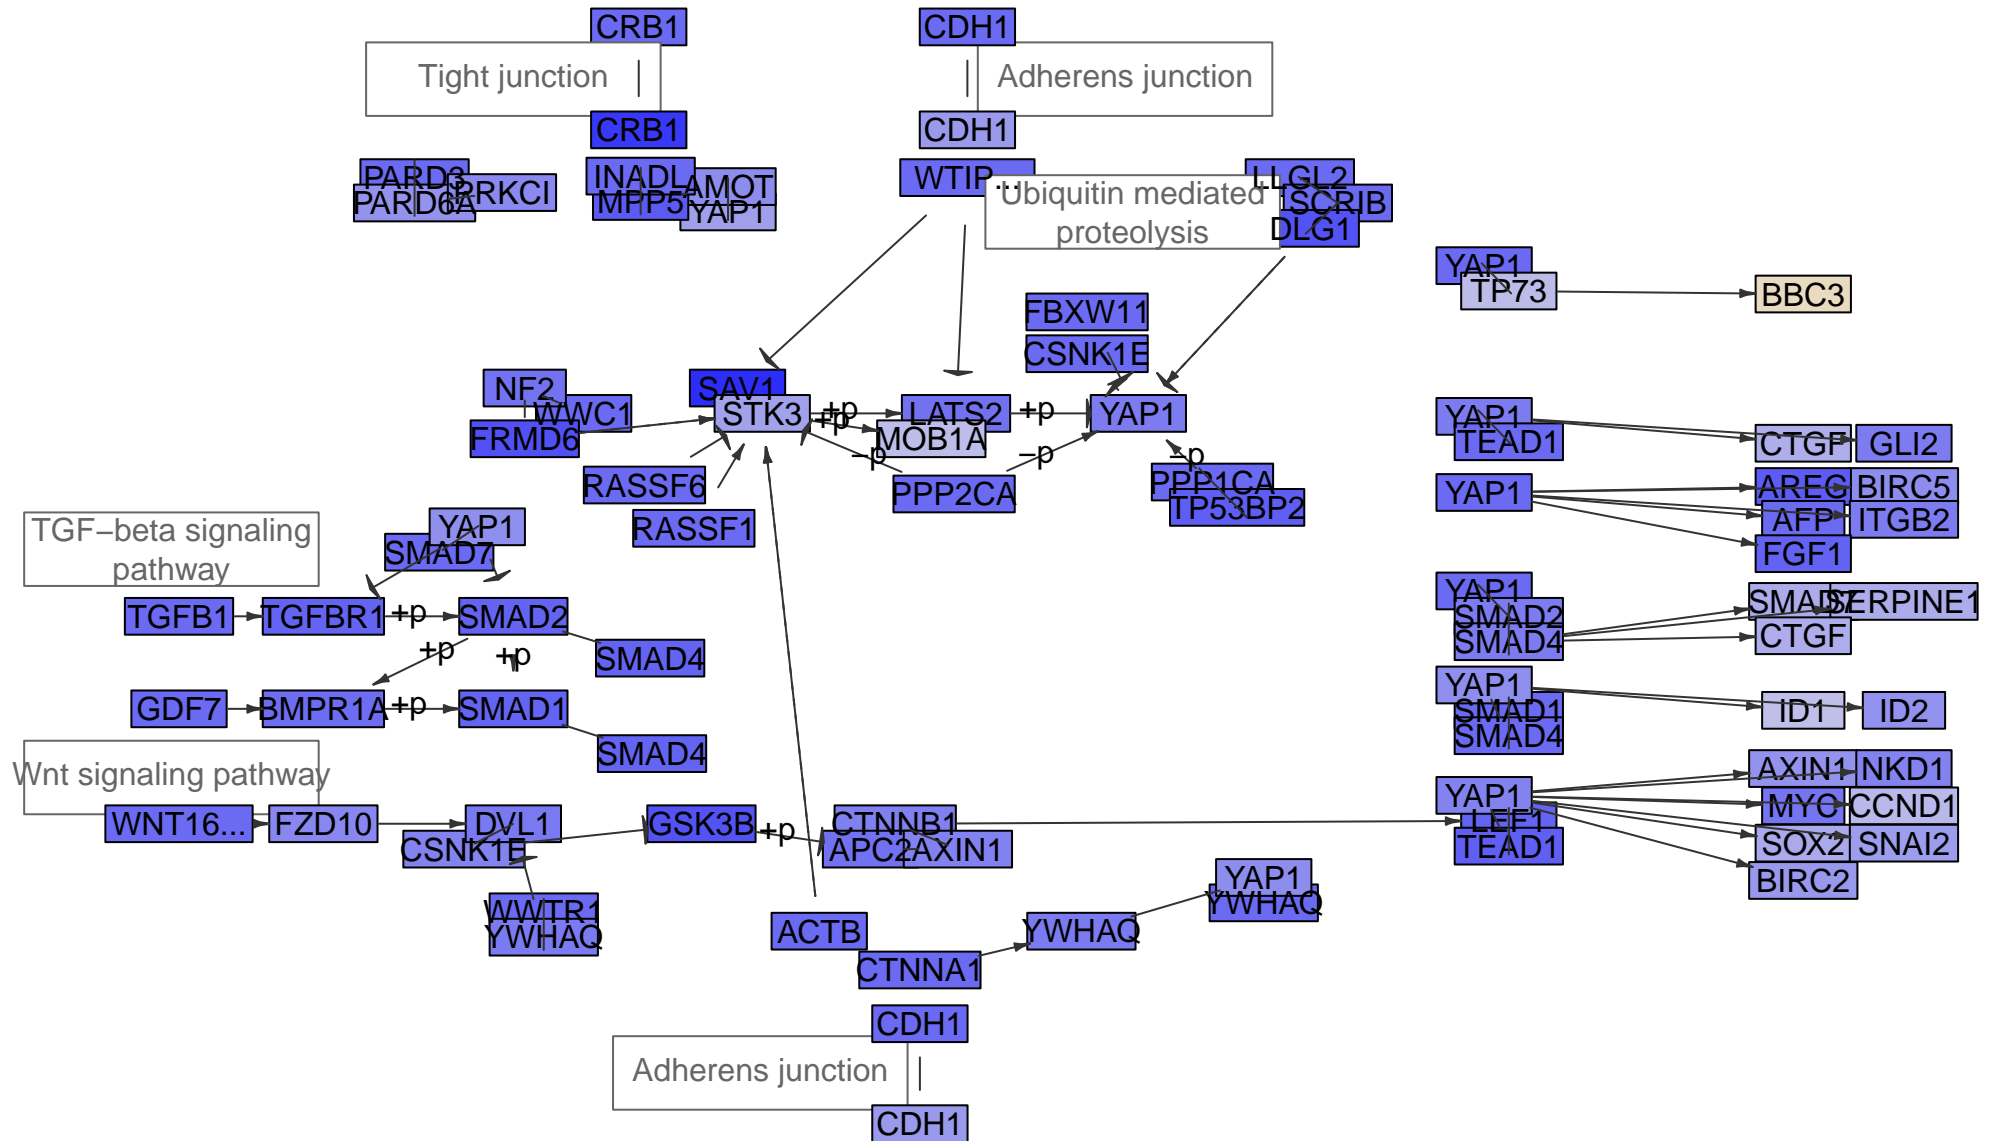 CRB1
CDH1
Tight junction
Adherens junction
CRB1
CDH1
PARD3
PRKCI
PARD6A
INADL
AMOT
MPP5
YAP1
WTIP...
LLGL2
Ubiquitin mediated
proteolysis
SCRIB
DLG1
YAP1
TP73
BBC3
FBXW11
CSNK1E
NF2
WWC1
FRMD6
SAV1
STK3
+p
+p
LATS2
MOB1A
+p
YAP1
YAP1
TEAD1
CTGF
GLI2
RASSF6
RASSF1
−p
PPP2CA
−p
−p
PPP1CA
TP53BP2
YAP1
AREG
BIRC5
AFP
ITGB2
FGF1
TGF−beta signaling
pathway
YAP1
SMAD7
TGFB1
TGFBR1
+p
SMAD2
+p
+p
SMAD4
YAP1
SMAD2
SMAD4
SMAD7
SERPINE1
CTGF
GDF7
BMPR1A
+p
SMAD1
SMAD4
YAP1
SMAD1
SMAD4
ID1
ID2
Wnt signaling pathway
WNT16...
FZD10
DVL1
CSNK1E
GSK3B
+p
CTNNB1
APC2
AXIN1
YAP1
LEF1
TEAD1
AXIN1
NKD1
MYC
CCND1
SOX2
SNAI2
BIRC2
WWTR1
YWHAQ
ACTB
CTNNA1
YWHAQ
YAP1
YWHAQ
CDH1
Adherens junction
CDH1